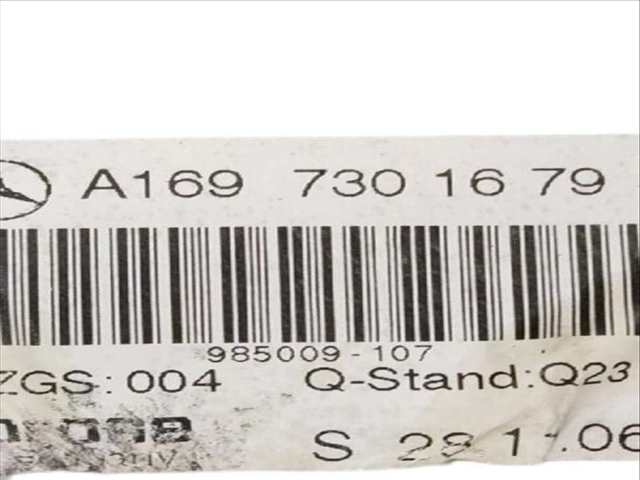 A169 730 16 79
985009-107
ZGS: 004 Q-Stand: Q23
S 28 11.06